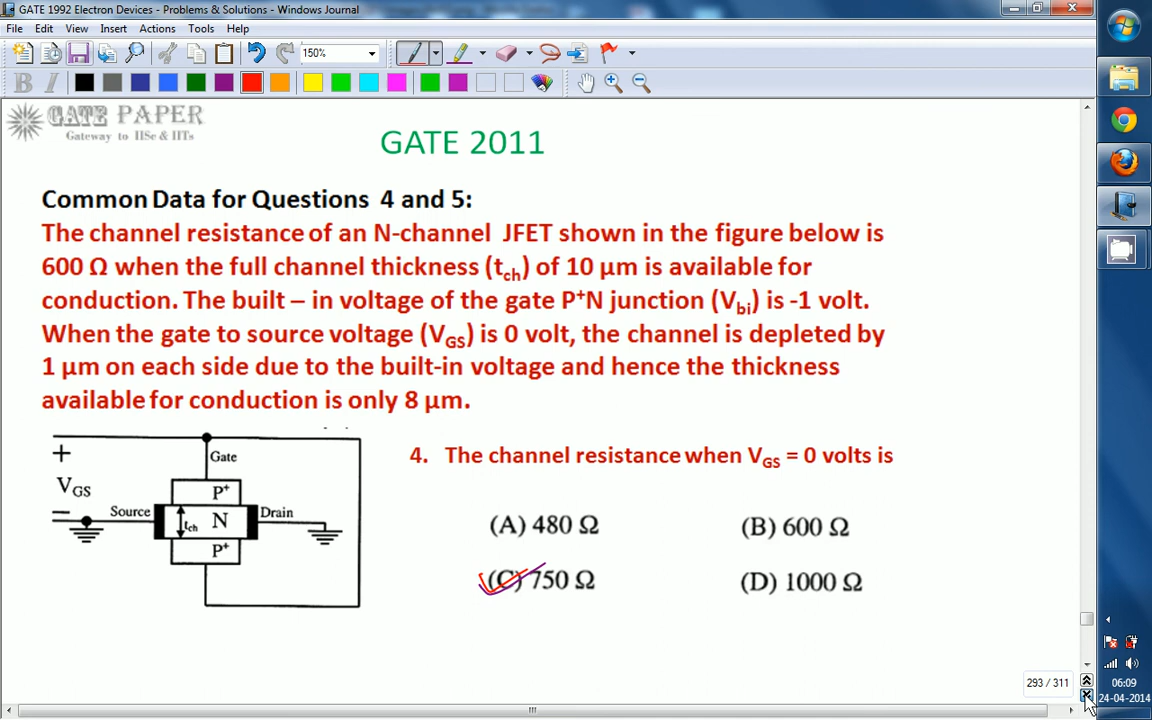 GATE 1992 Electron Devices - Problems & Solutions - Windows Journal
File Edit View Insert Actions Tools Help
150%
B I
GATE PAPER
Gateway to IISc & IITs
GATE 2011
Common Data for Questions 4 and 5:
The channel resistance of an N-channel JFET shown in the figure below is
600 Ω when the full channel thickness (tch) of 10 μm is available for
conduction. The built – in voltage of the gate P+N junction (Vbi) is -1 volt.
When the gate to source voltage (VGS) is 0 volt, the channel is depleted by
1 μm on each side due to the built-in voltage and hence the thickness
available for conduction is only 8 μm.
+
Gate
VGS
P+
−
Source
tch
N
Drain
P+
4. The channel resistance when VGS = 0 volts is
(A) 480 Ω (B) 600 Ω
(C) 750 Ω (D) 1000 Ω
293 / 311
06:09
24-04-2014